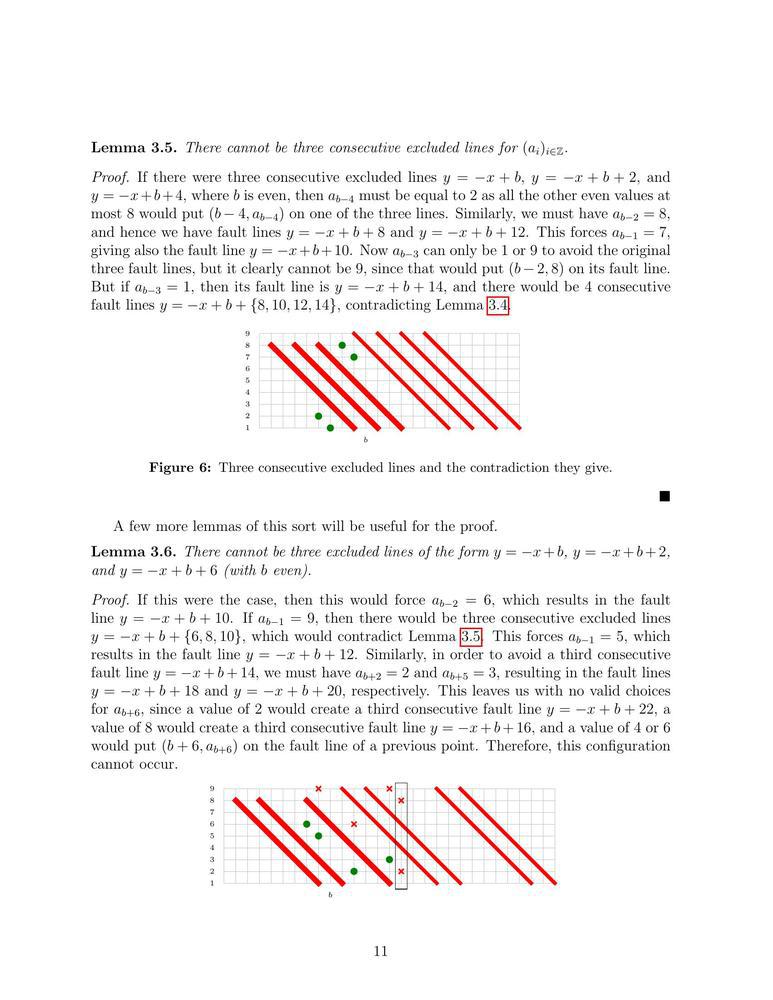 Lemma 3.5. There cannot be three consecutive excluded lines for (aᵢ)ᵢ∈ℤ.
Proof. If there were three consecutive excluded lines y = −x + b, y = −x + b + 2, and
y = −x+b+4, where b is even, then a_{b−4} must be equal to 2 as all the other even values at
most 8 would put (b − 4, a_{b−4}) on one of the three lines. Similarly, we must have a_{b−2} = 8,
and hence we have fault lines y = −x + b + 8 and y = −x + b + 12. This forces a_{b−1} = 7,
giving also the fault line y = −x+b+10. Now a_{b−3} can only be 1 or 9 to avoid the original
three fault lines, but it clearly cannot be 9, since that would put (b − 2, 8) on its fault line.
But if a_{b−3} = 1, then its fault line is y = −x + b + 14, and there would be 4 consecutive
fault lines y = −x + b + {8, 10, 12, 14}, contradicting Lemma 3.4.
9
8
7
6
5
4
3
2
1
b
Figure 6: Three consecutive excluded lines and the contradiction they give.
■
A few more lemmas of this sort will be useful for the proof.
Lemma 3.6. There cannot be three excluded lines of the form y = −x+b, y = −x+b+2,
and y = −x + b + 6 (with b even).
Proof. If this were the case, then this would force a_{b−2} = 6, which results in the fault
line y = −x + b + 10. If a_{b−1} = 9, then there would be three consecutive excluded lines
y = −x + b + {6, 8, 10}, which would contradict Lemma 3.5. This forces a_{b−1} = 5, which
results in the fault line y = −x + b + 12. Similarly, in order to avoid a third consecutive
fault line y = −x + b + 14, we must have a_{b+2} = 2 and a_{b+5} = 3, resulting in the fault lines
y = −x + b + 18 and y = −x + b + 20, respectively. This leaves us with no valid choices
for a_{b+6}, since a value of 2 would create a third consecutive fault line y = −x + b + 22, a
value of 8 would create a third consecutive fault line y = −x+b+16, and a value of 4 or 6
would put (b + 6, a_{b+6}) on the fault line of a previous point. Therefore, this configuration
cannot occur.
9
8
7
6
5
4
3
2
1
b
11